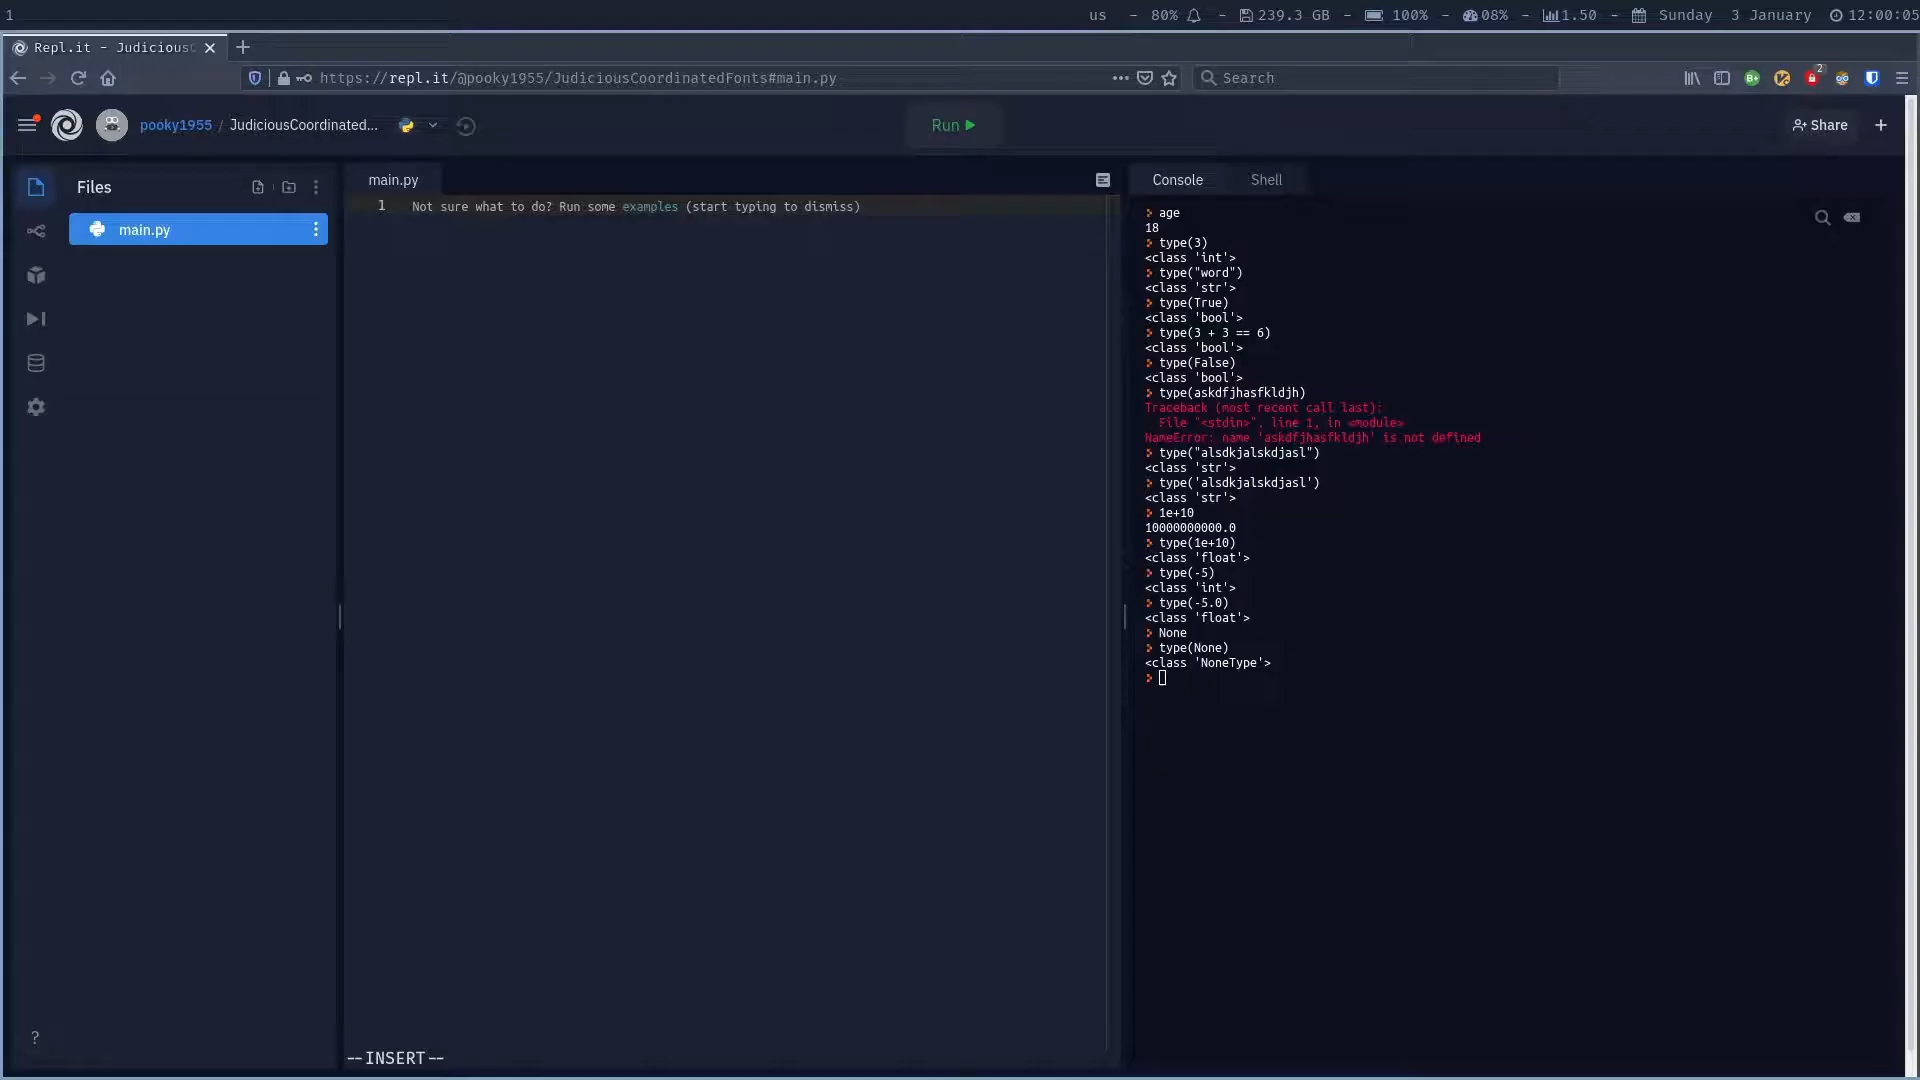 1
us - 80% - 239.3 GB - 100% - 08% - 1.50 - Sunday 3 January 12:00:05
Repl.it - Judicious
https://repl.it/@pooky1955/JudiciousCoordinatedFonts#main.py
Search
B+
2
pooky1955 / JudiciousCoordinated...
Run
Share
Files
main.py
main.py
1 Not sure what to do? Run some examples (start typing to dismiss)
--INSERT--
?
Console
Shell
age
18
type(3)
<class 'int'>
type("word")
<class 'str'>
type(True)
<class 'bool'>
type(3 + 3 == 6)
<class 'bool'>
type(False)
<class 'bool'>
type(askdfjhasfkldjh)
Traceback (most recent call last):
File "<stdin>", line 1, in <module>
NameError: name 'askdfjhasfkldjh' is not defined
type("alsdkjalskdjasl")
<class 'str'>
type('alsdkjalskdjasl')
<class 'str'>
1e+10
10000000000.0
type(1e+10)
<class 'float'>
type(-5)
<class 'int'>
type(-5.0)
<class 'float'>
None
type(None)
<class 'NoneType'>